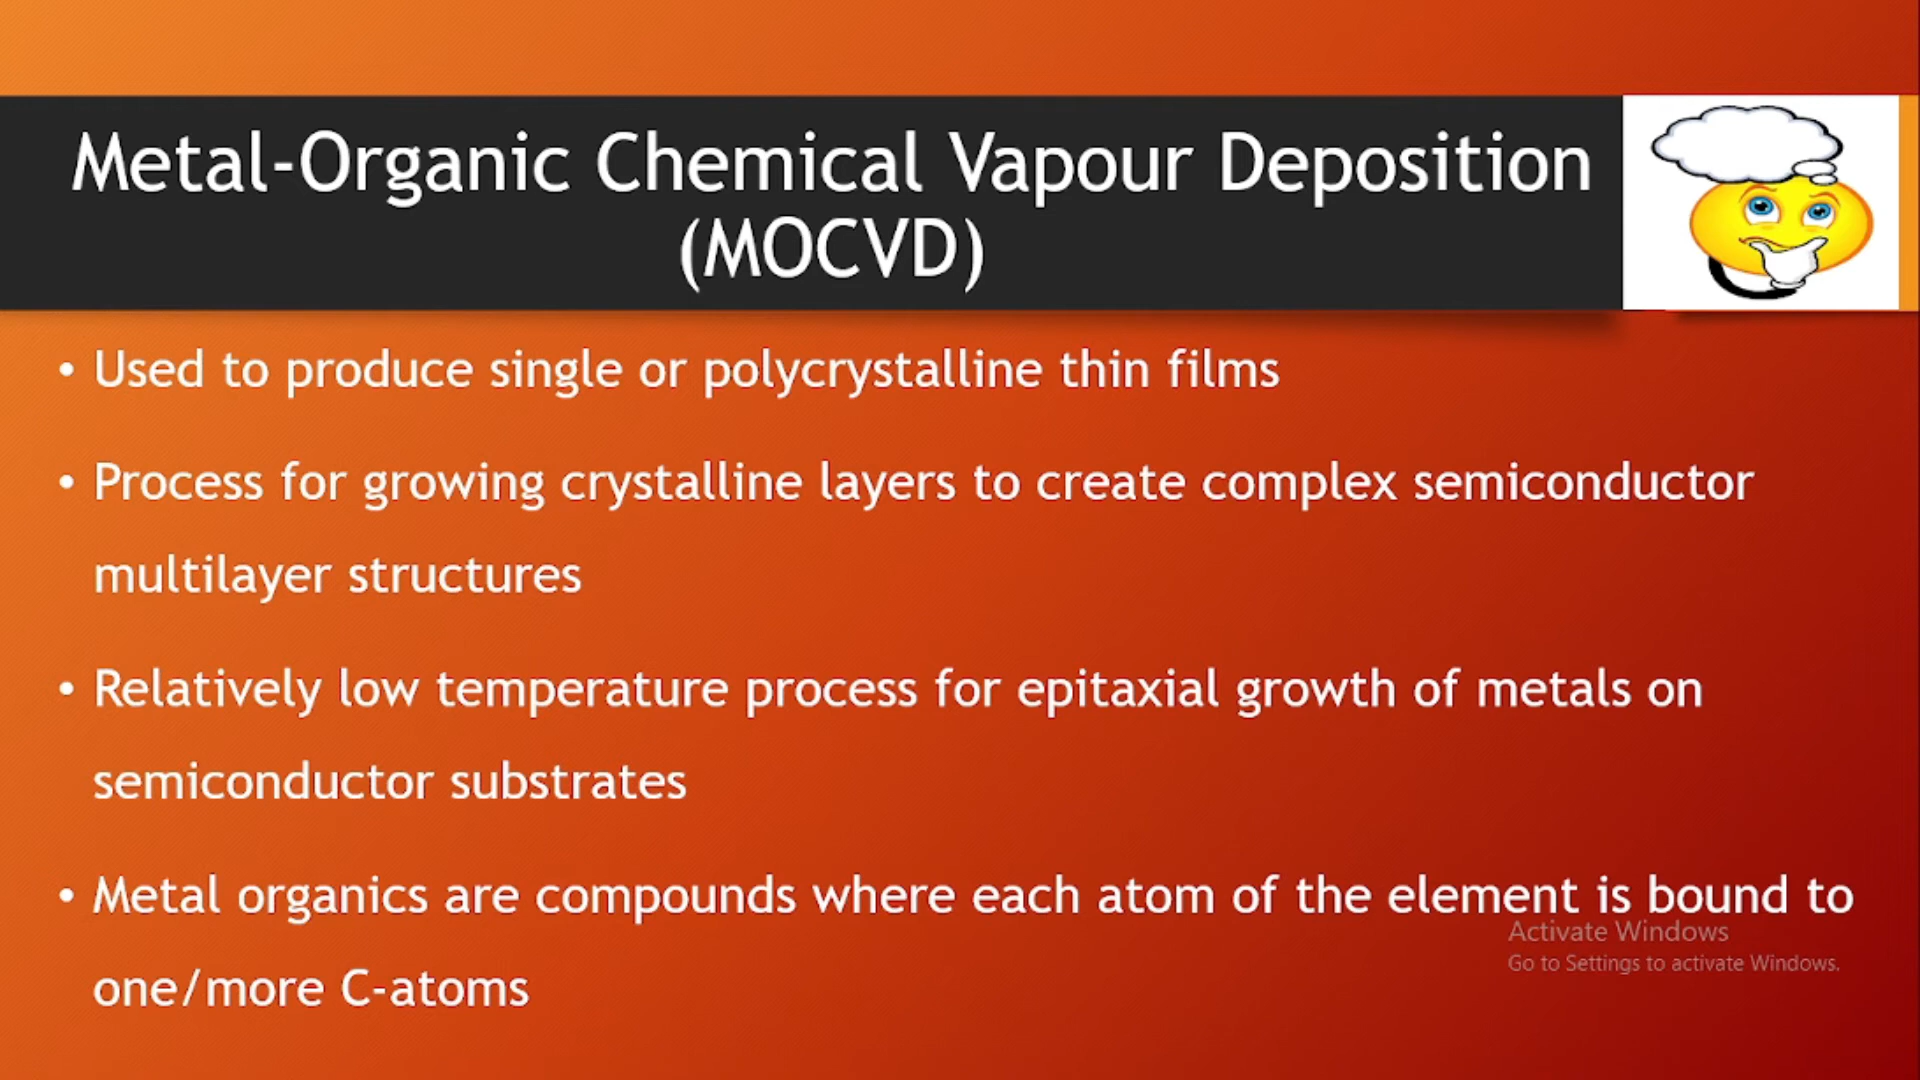 Metal-Organic Chemical Vapour Deposition
(MOCVD)
• Used to produce single or polycrystalline thin films
• Process for growing crystalline layers to create complex semiconductor
multilayer structures
• Relatively low temperature process for epitaxial growth of metals on
semiconductor substrates
• Metal organics are compounds where each atom of the element is bound to
one/more C-atoms
Activate Windows
Go to Settings to activate Windows.